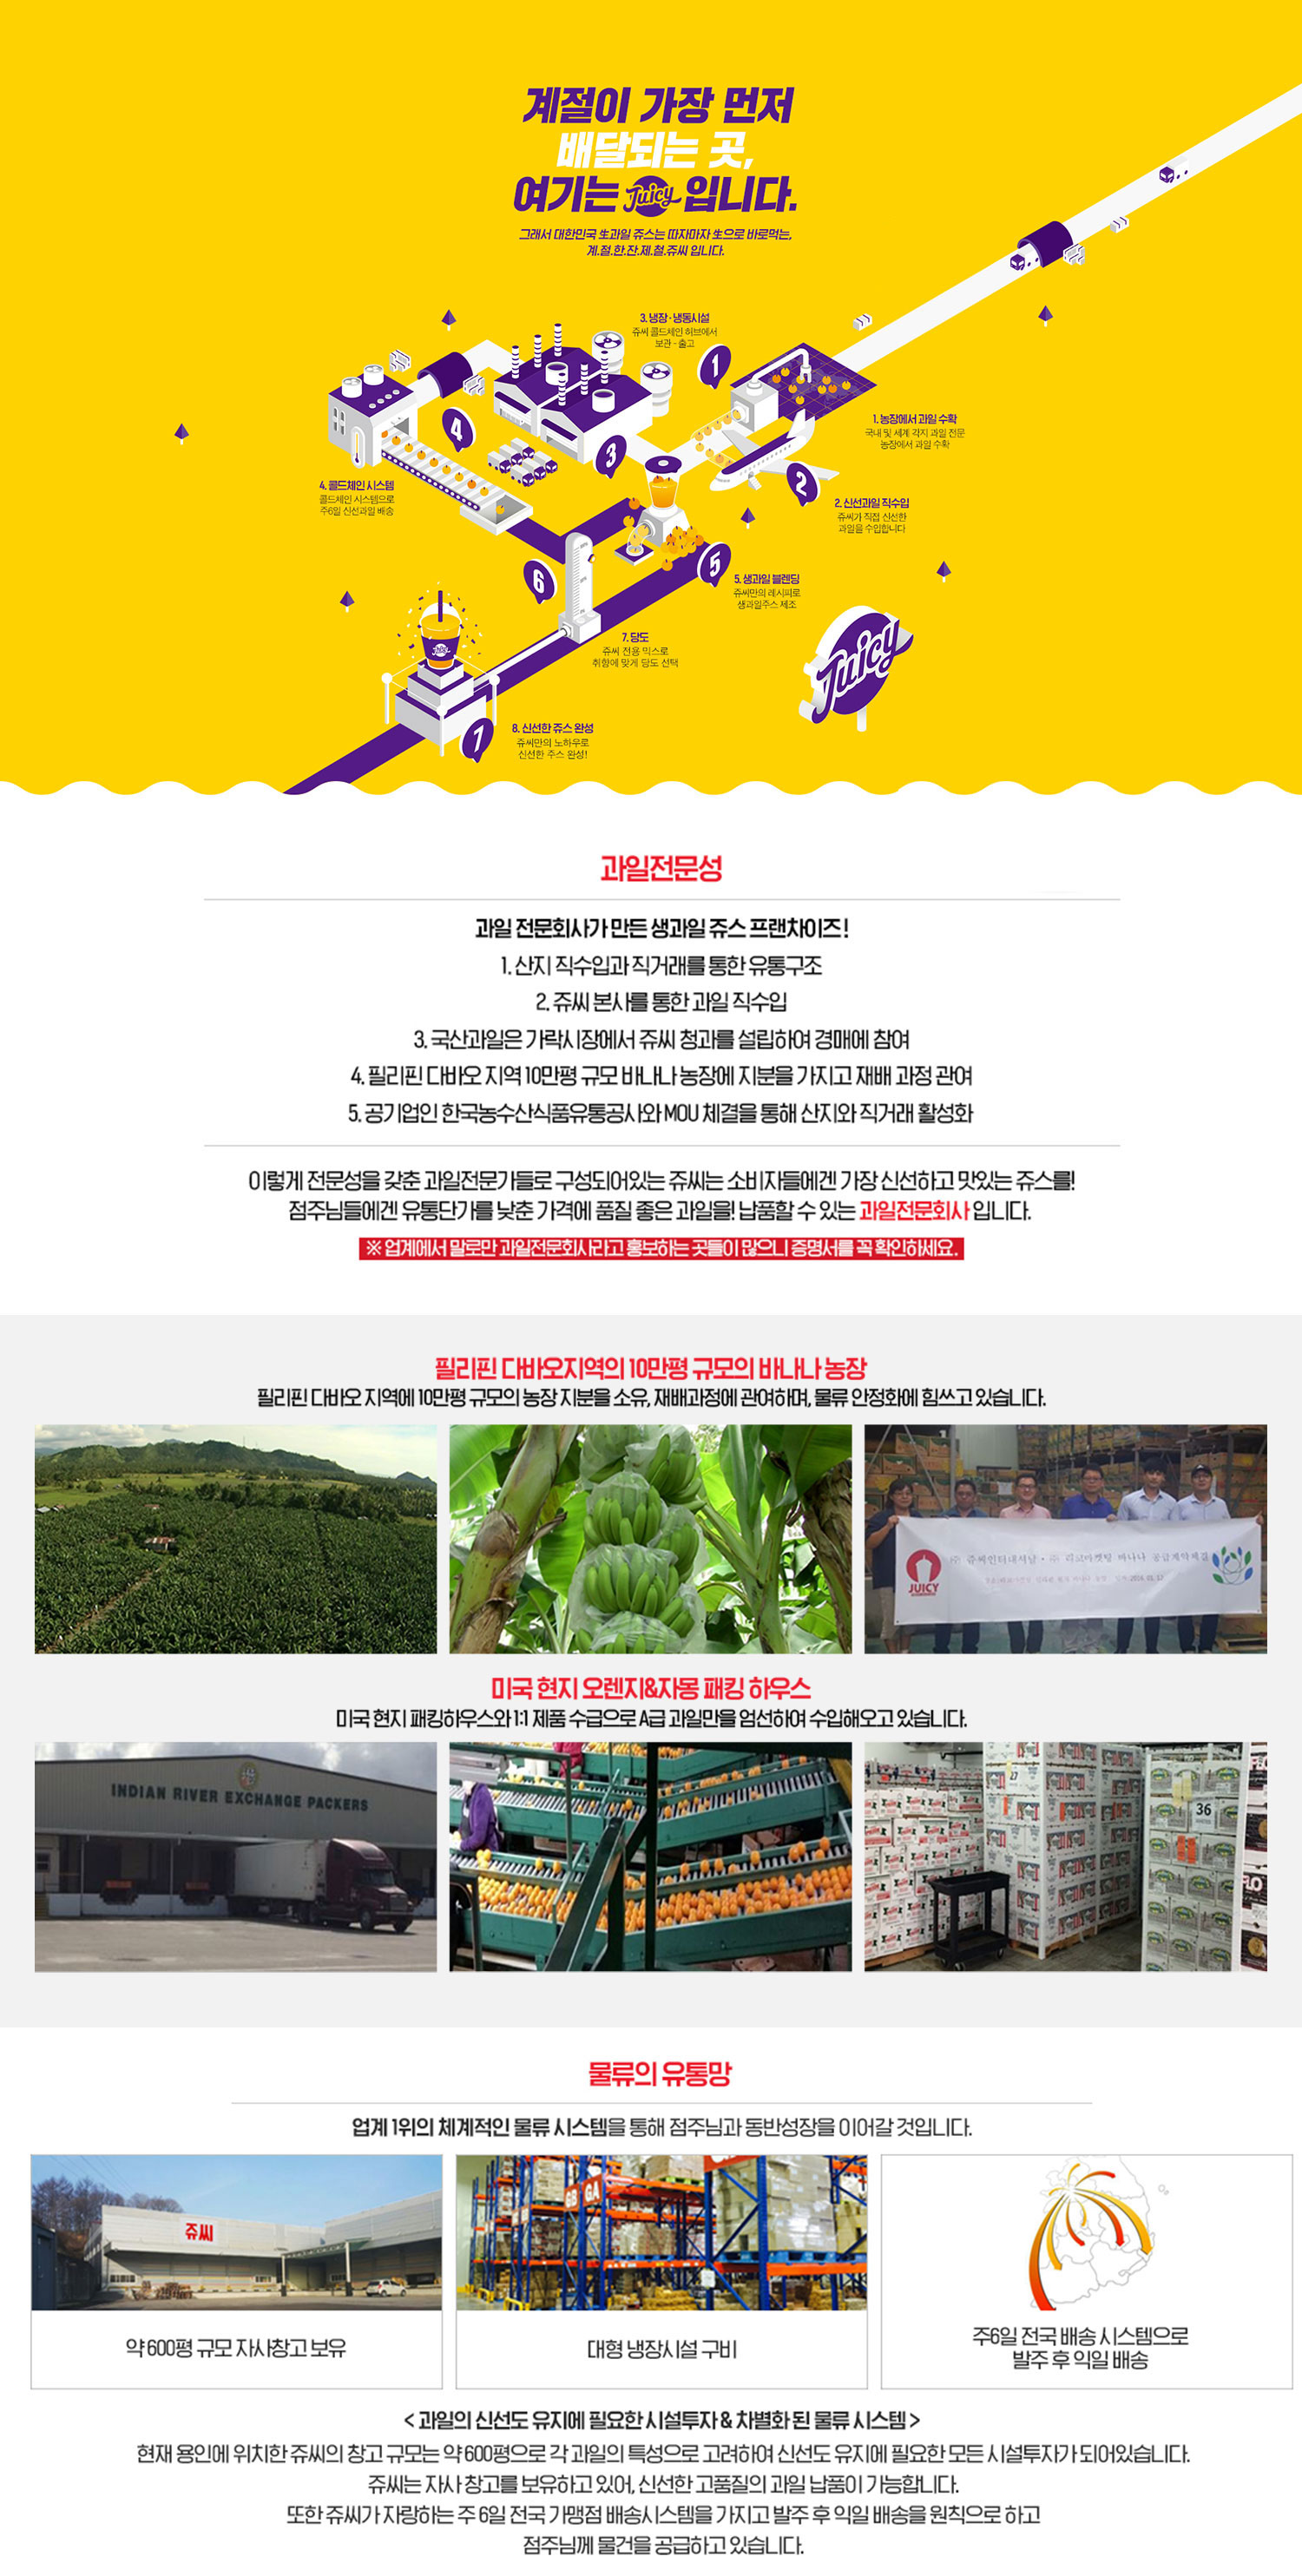 계절이 가장 먼저
배달되는 곳,
여기는 Juicy 입니다.
그래서 대한민국 生과일 쥬스는 따자마자 生으로 바로먹는,
계.절.한.잔.제.철.쥬씨 입니다.
3. 냉장·냉동시설
쥬씨 콜드체인 허브에서
보관 - 출고
1
1. 농장에서 과일 수확
국내 및 세계 각지 과일 전문
농장에서 과일 수확
4
3
2
4. 콜드체인 시스템
콜드체인 시스템으로
주6일 신선과일 배송
2. 신선과일 직수입
쥬씨가 직접 신선한
과일을 수입합니다
6
5
5. 생과일 블렌딩
쥬씨만의 레시피로
생과일주스 제조
7. 당도
쥬씨 전용 믹스로
취향에 맞게 당도 선택
Juicy
7
8. 신선한 쥬스 완성
쥬씨만의 노하우로
신선한 주스 완성!
과일전문성
과일 전문회사가 만든 생과일 쥬스 프랜차이즈!
1. 산지 직수입과 직거래를 통한 유통구조
2. 쥬씨 본사를 통한 과일 직수입
3. 국산과일은 가락시장에서 쥬씨 청과를 설립하여 경매에 참여
4. 필리핀 다바오 지역 10만평 규모 바나나 농장에 지분을 가지고 재배 과정 관여
5. 공기업인 한국농수산식품유통공사와 MOU 체결을 통해 산지와 직거래 활성화
이렇게 전문성을 갖춘 과일전문가들로 구성되어있는 쥬씨는 소비자들에겐 가장 신선하고 맛있는 쥬스를!
점주님들에겐 유통단가를 낮춘 가격에 품질 좋은 과일을! 납품할 수 있는 과일전문회사 입니다.
※ 업계에서 말로만 과일전문회사라고 홍보하는 곳들이 많으니 증명서를 꼭 확인하세요.
필리핀 다바오지역의 10만평 규모의 바나나 농장
필리핀 다바오 지역에 10만평 규모의 농장 지분을 소유, 재배과정에 관여하며, 물류 안정화에 힘쓰고 있습니다.
JUICY
㈜ 쥬씨인터내셔날 · ㈜ 리코마켓팅 바나나 공급계약체결
미국 현지 오렌지&자몽 패킹 하우스
미국 현지 패킹하우스와 1:1 제품 수급으로 A급 과일만을 엄선하여 수입해오고 있습니다.
INDIAN RIVER EXCHANGE PACKERS
27
36
물류의 유통망
업계 1위의 체계적인 물류 시스템을 통해 점주님과 동반성장을 이어갈 것입니다.
쥬씨
GB GA
약 600평 규모 자사창고 보유
대형 냉장시설 구비
주6일 전국 배송 시스템으로
발주 후 익일 배송
< 과일의 신선도 유지에 필요한 시설투자 & 차별화 된 물류 시스템 >
현재 용인에 위치한 쥬씨의 창고 규모는 약 600평으로 각 과일의 특성으로 고려하여 신선도 유지에 필요한 모든 시설투자가 되어있습니다.
쥬씨는 자사 창고를 보유하고 있어, 신선한 고품질의 과일 납품이 가능합니다.
또한 쥬씨가 자랑하는 주 6일 전국 가맹점 배송시스템을 가지고 발주 후 익일 배송을 원칙으로 하고
점주님께 물건을 공급하고 있습니다.